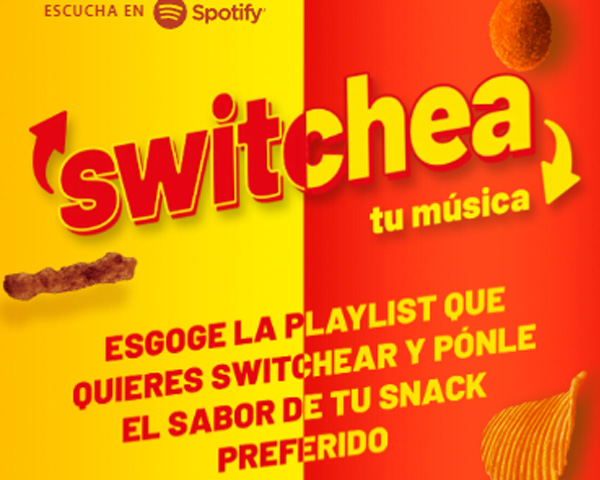 ESCUCHA EN Spotify
switchea
tu música
ESGOGE LA PLAYLIST QUE
QUIERES SWITCHEAR Y PÓNLE
EL SABOR DE TU SNACK
PREFERIDO